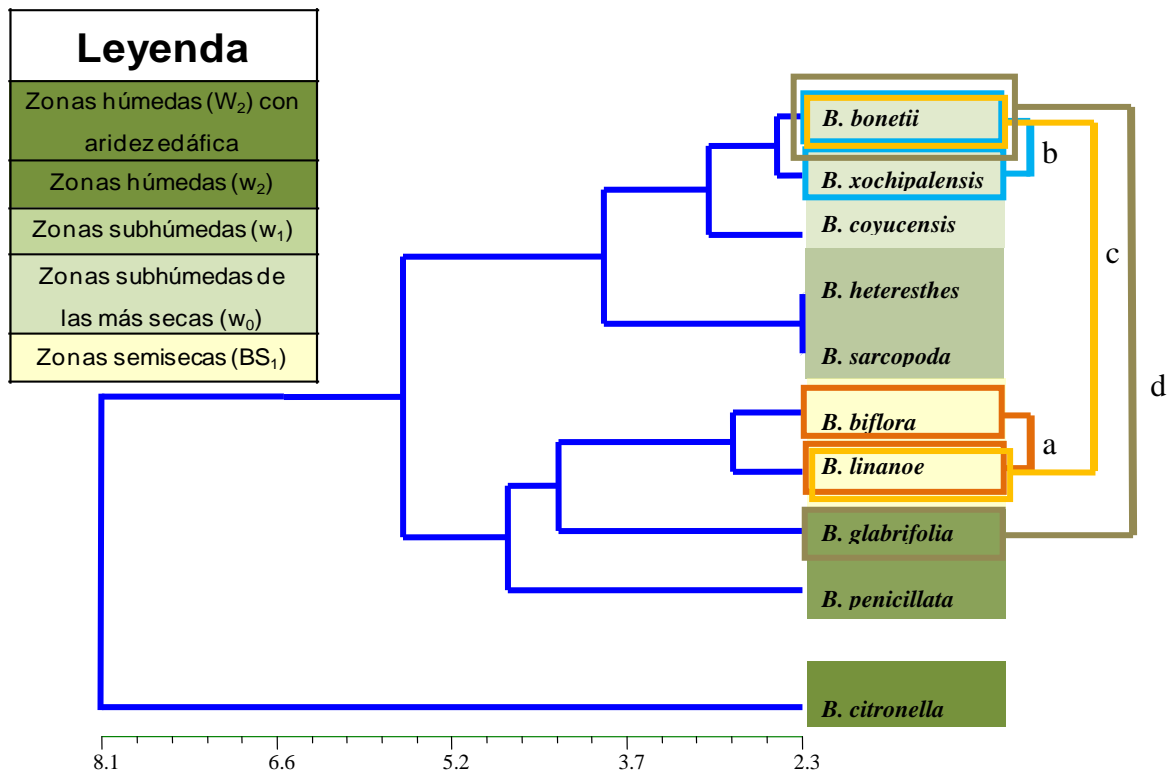 Leyenda
Zonas húmedas (W₂) con
aridez edáfica
Zonas húmedas (w₂)
Zonas subhúmedas (w₁)
Zonas subhúmedas de
las más secas (w₀)
Zonas semisecas (BS₁)
B. bonetii
B. xochipalensis
B. coyucensis
B. heteresthes
B. sarcopoda
B. biflora
B. linanoe
B. glabrifolia
B. penicillata
B. citronella
b
c
d
a
8.1 6.6 5.2 3.7 2.3